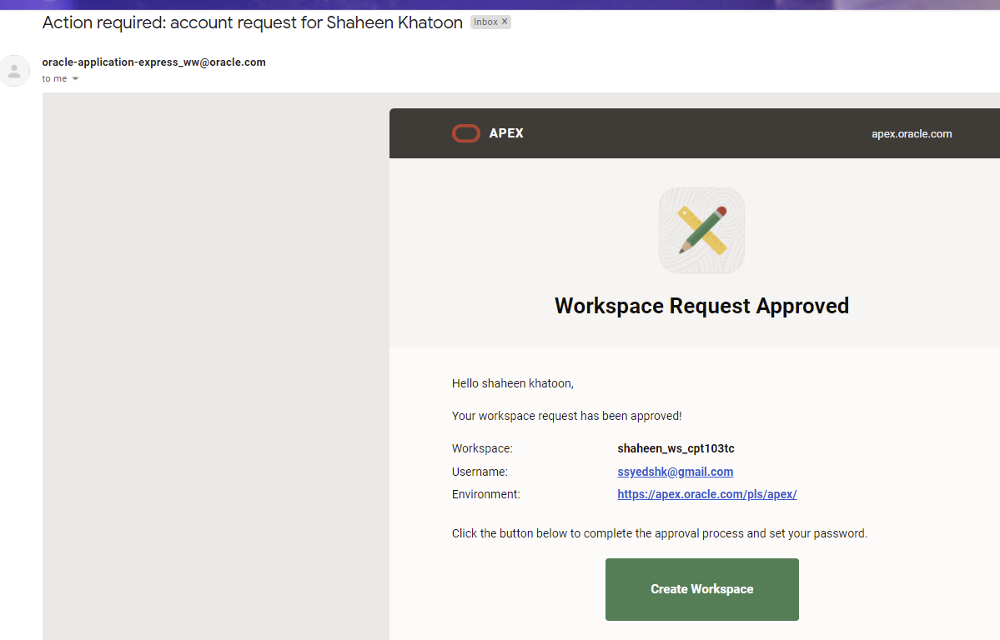 Action required: account request for Shaheen Khatoon Inbox x
oracle-application-express_ww@oracle.com
to me
APEX apex.oracle.com
Workspace Request Approved
Hello shaheen khatoon,
Your workspace request has been approved!
Workspace: shaheen_ws_cpt103tc
Username: ssyedshk@gmail.com
Environment: https://apex.oracle.com/pls/apex/
Click the button below to complete the approval process and set your password.
Create Workspace